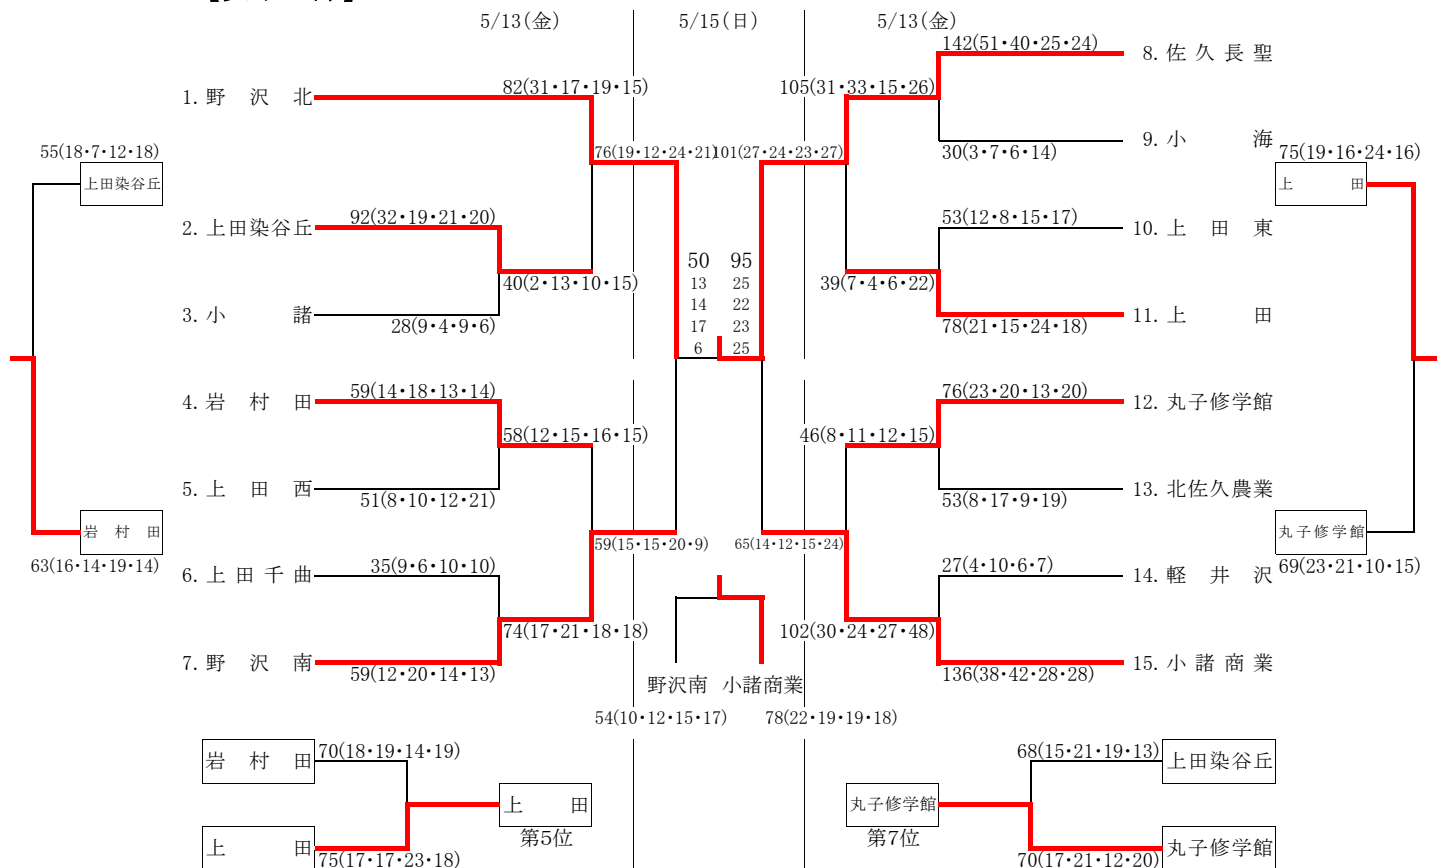 5/13(金)
5/15(日)
5/13(金)
1. 野沢北
82(31・17・19・15)
2. 上田染谷丘
92(32・19・21・20)
40(2・13・10・15)
3. 小諸
28(9・4・9・6)
76(19・12・24・21)
4. 岩村田
59(14・18・13・14)
58(12・15・16・15)
5. 上田西
51(8・10・12・21)
6. 上田千曲
35(9・6・10・10)
74(17・21・18・18)
7. 野沢南
59(12・20・14・13)
59(15・15・20・9)
55(18・7・12・18)
上田染谷丘
岩村田
63(16・14・19・14)
50 95
13 25
14 22
17 23
6 25
142(51・40・25・24)
8. 佐久長聖
105(31・33・15・26)
30(3・7・6・14)
9. 小海
101(27・24・23・27)
53(12・8・15・17)
10. 上田東
39(7・4・6・22)
78(21・15・24・18)
11. 上田
76(23・20・13・20)
12. 丸子修学館
46(8・11・12・15)
53(8・17・9・19)
13. 北佐久農業
65(14・12・15・24)
27(4・10・6・7)
14. 軽井沢
102(30・24・27・48)
136(38・42・28・28)
15. 小諸商業
75(19・16・24・16)
上田
丸子修学館
69(23・21・10・15)
野沢南 小諸商業
54(10・12・15・17)
78(22・19・19・18)
岩村田
70(18・19・14・19)
上田
第5位
上田
75(17・17・23・18)
68(15・21・19・13)
上田染谷丘
丸子修学館
第7位
70(17・21・12・20)
丸子修学館